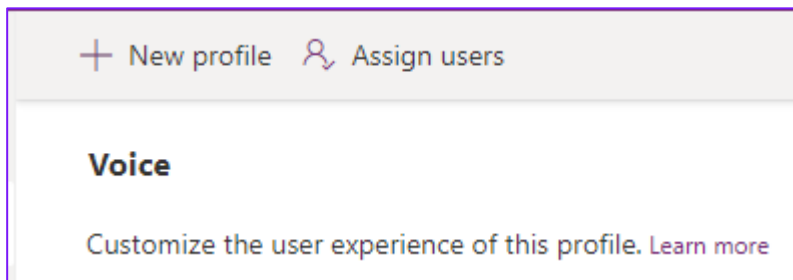 New profile Assign users
Voice
Customize the user experience of this profile. Learn more